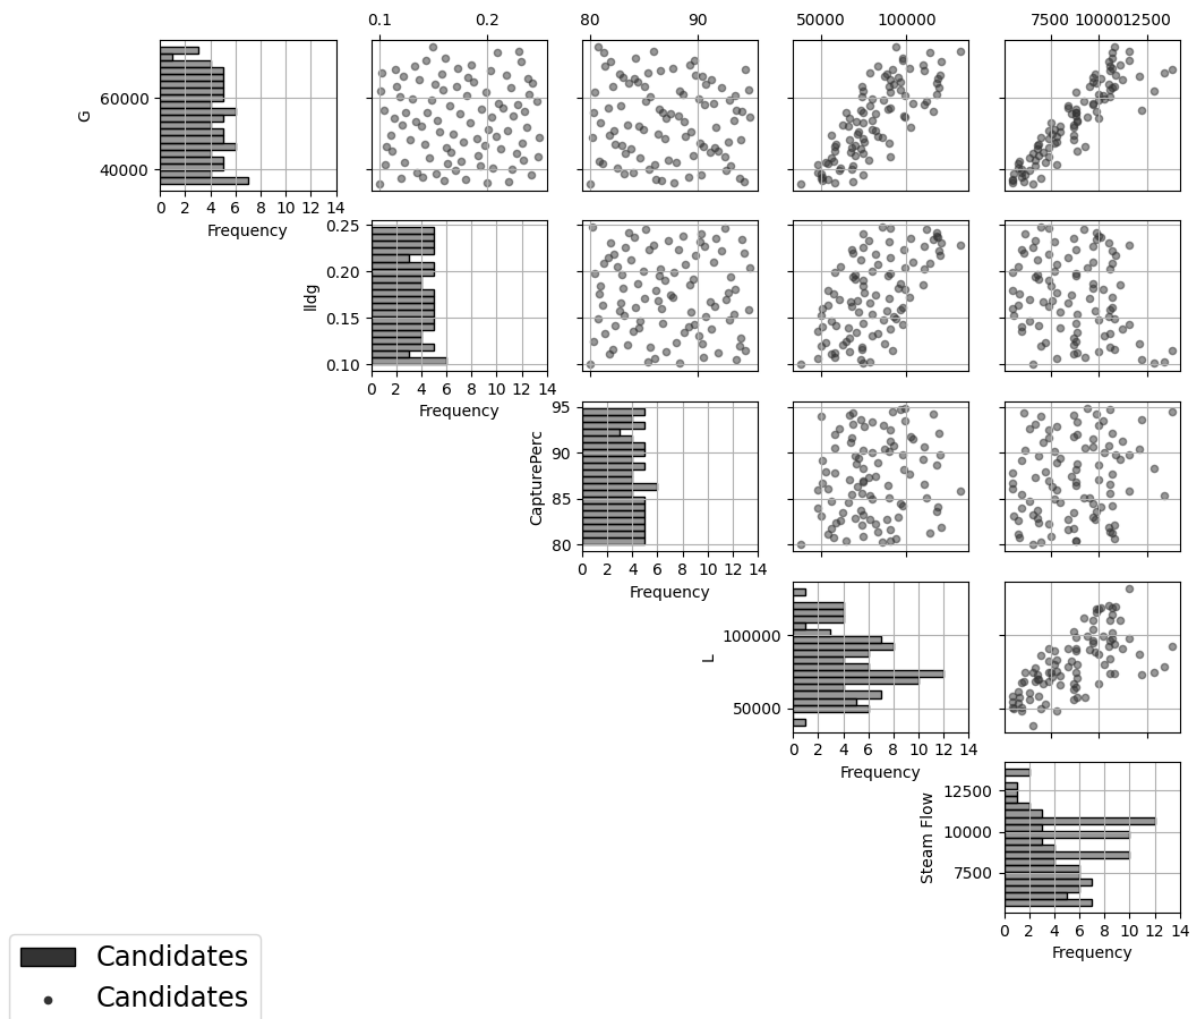 0.1 0.2 80 90 50000 100000 7500 10000 12500
G
60000
40000
0 2 4 6 8 10 12 14
Frequency
lldg
0.25
0.20
0.15
0.10
0 2 4 6 8 10 12 14
Frequency
CapturePerc
95
90
85
80
0 2 4 6 8 10 12 14
Frequency
L
100000
50000
0 2 4 6 8 10 12 14
Frequency
Steam Flow
12500
10000
7500
0 2 4 6 8 10 12 14
Frequency
Candidates
Candidates